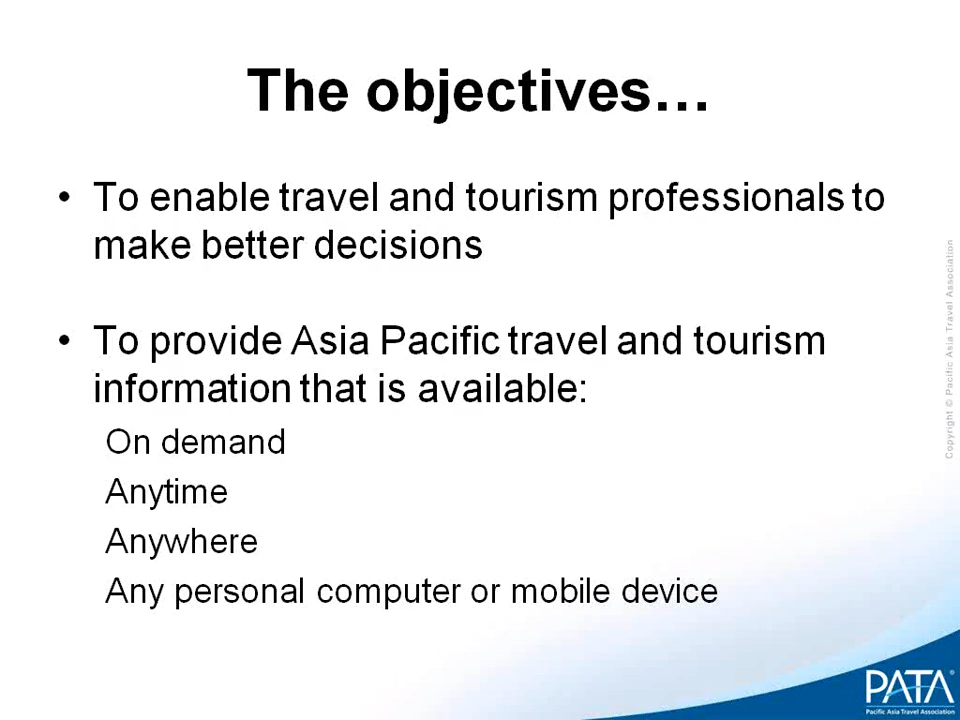 The objectives…
• To enable travel and tourism professionals to
make better decisions
• To provide Asia Pacific travel and tourism
information that is available:
On demand
Anytime
Anywhere
Any personal computer or mobile device
Copyright © Pacific Asia Travel Association
PATA®
Pacific Asia Travel Association